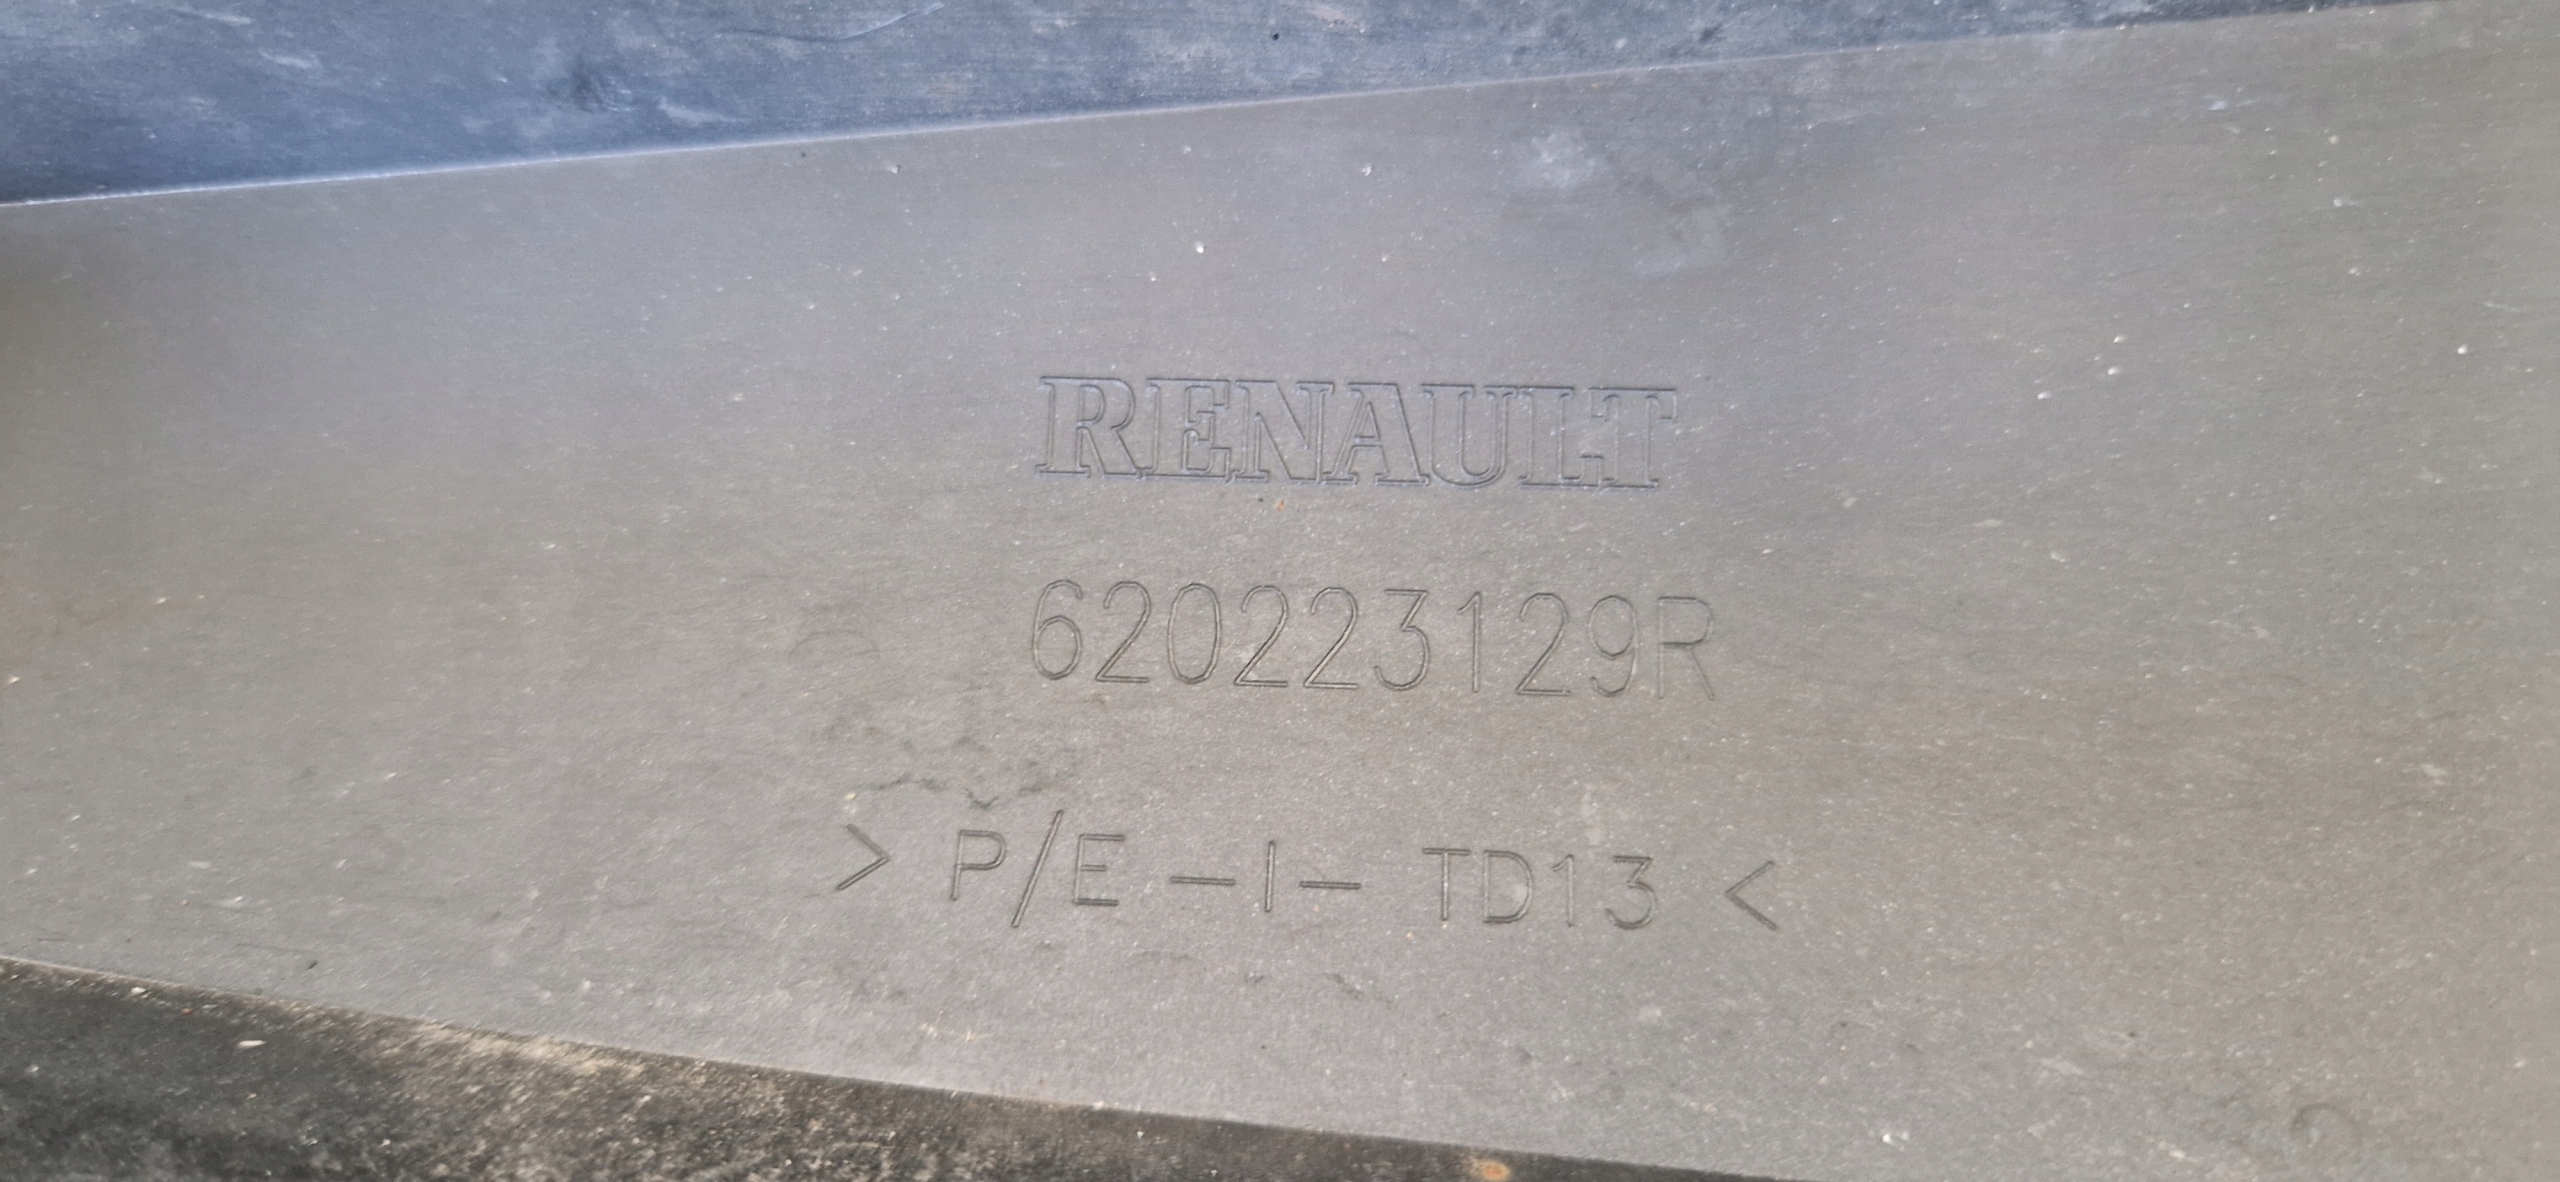 RENAULT
620223129R
> P/E -I- TD13 <